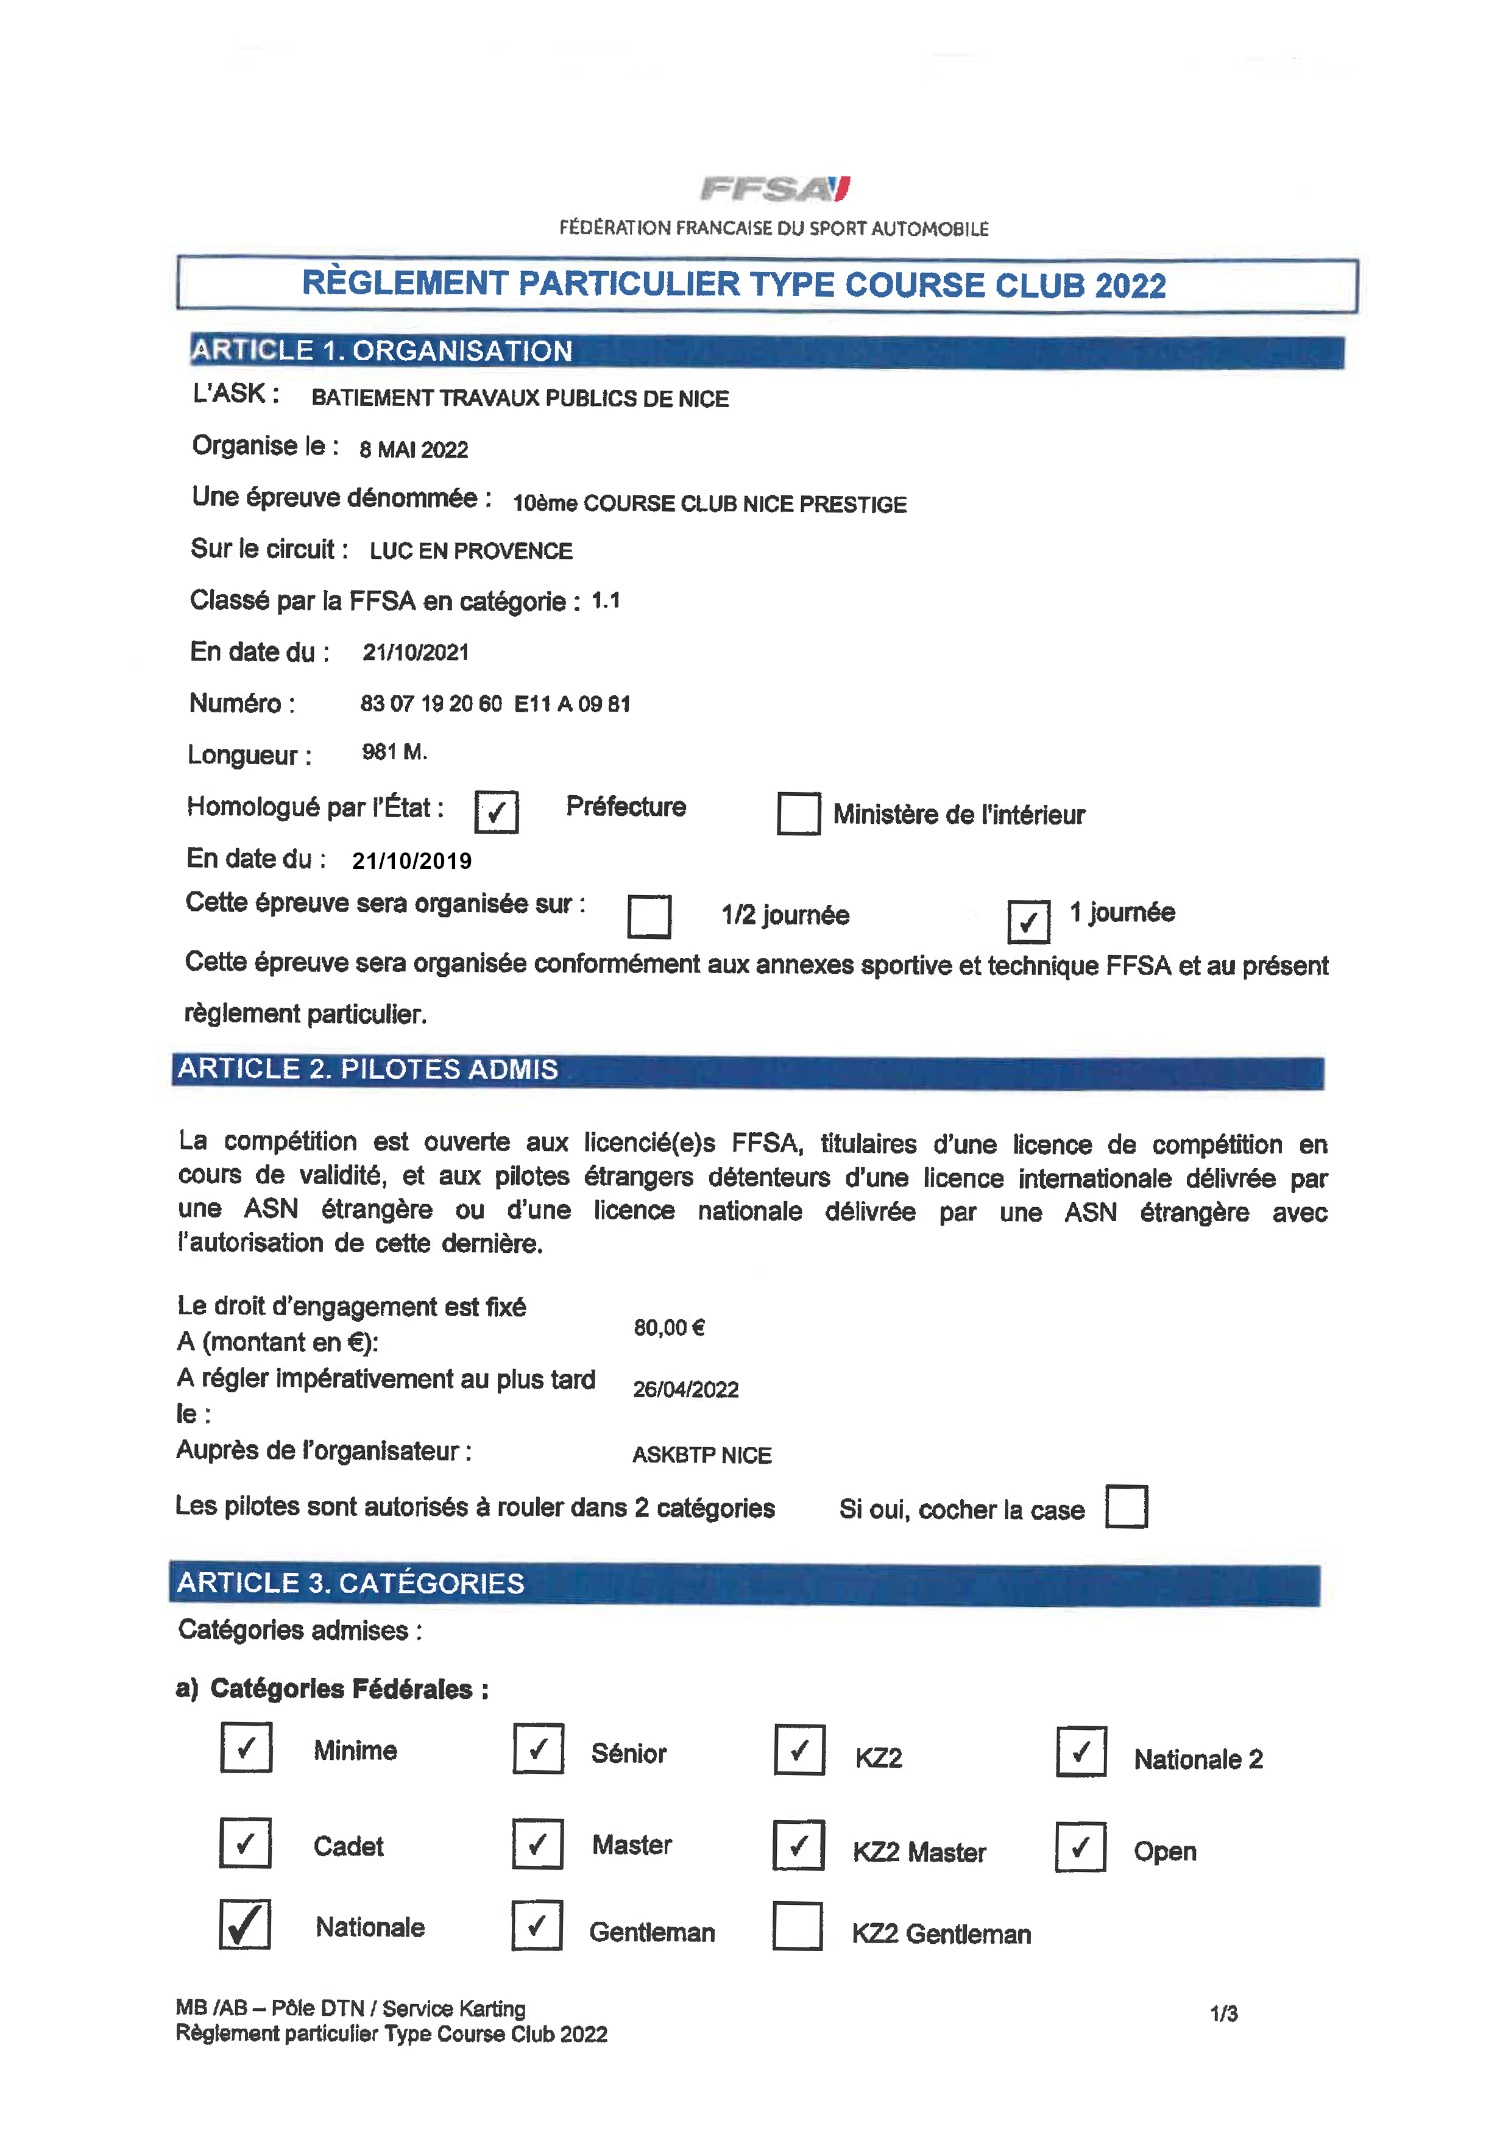 FFSA
FÉDÉRATION FRANCAISE DU SPORT AUTOMOBILE
RÈGLEMENT PARTICULIER TYPE COURSE CLUB 2022
ARTICLE 1. ORGANISATION
L'ASK : BATIEMENT TRAVAUX PUBLICS DE NICE
Organise le : 8 MAI 2022
Une épreuve dénommée : 10ème COURSE CLUB NICE PRESTIGE
Sur le circuit : LUC EN PROVENCE
Classé par la FFSA en catégorie : 1.1
En date du : 21/10/2021
Numéro : 83 07 19 20 60 E11 A 09 81
Longueur : 981 M.
Homologué par l'État : ✓ Préfecture Ministère de l'intérieur
En date du : 21/10/2019
Cette épreuve sera organisée sur : 1/2 journée ✓ 1 journée
Cette épreuve sera organisée conformément aux annexes sportive et technique FFSA et au présent
règlement particulier.
ARTICLE 2. PILOTES ADMIS
La compétition est ouverte aux licencié(e)s FFSA, titulaires d'une licence de compétition en
cours de validité, et aux pilotes étrangers détenteurs d'une licence internationale délivrée par
une ASN étrangère ou d'une licence nationale délivrée par une ASN étrangère avec
l'autorisation de cette dernière.
Le droit d'engagement est fixé
A (montant en €): 80,00 €
A régler impérativement au plus tard
le : 26/04/2022
Auprès de l'organisateur : ASKBTP NICE
Les pilotes sont autorisés à rouler dans 2 catégories Si oui, cocher la case
ARTICLE 3. CATÉGORIES
Catégories admises :
a) Catégories Fédérales :
✓ Minime ✓ Sénior ✓ KZ2 ✓ Nationale 2
✓ Cadet ✓ Master ✓ KZ2 Master ✓ Open
✓ Nationale ✓ Gentleman KZ2 Gentleman
MB /AB – Pôle DTN / Service Karting 1/3
Règlement particulier Type Course Club 2022